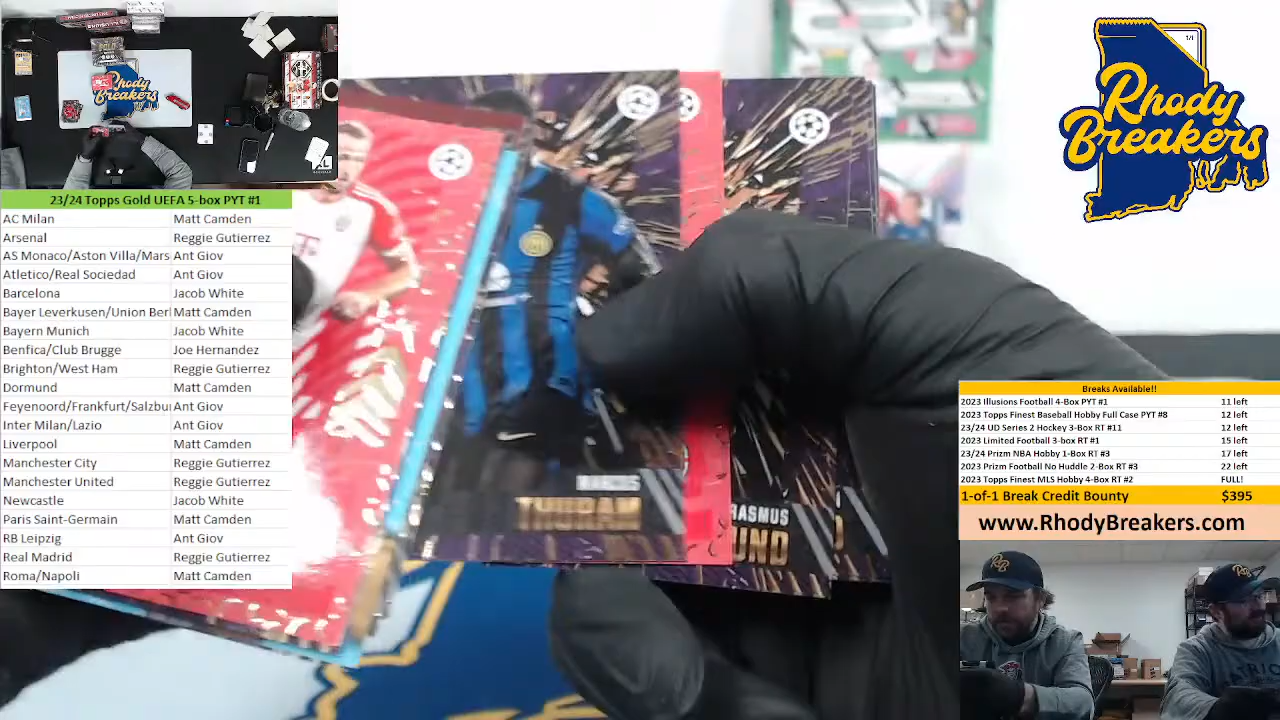 23/24 Topps Gold UEFA 5-box PYT #1
AC Milan Matt Camden
Arsenal Reggie Gutierrez
AS Monaco/Aston Villa/Mars Ant Giov
Atletico/Real Sociedad Ant Giov
Barcelona Jacob White
Bayer Leverkusen/Union Berl Matt Camden
Bayern Munich Jacob White
Benfica/Club Brugge Joe Hernandez
Brighton/West Ham Reggie Gutierrez
Dormund Matt Camden
Feyenoord/Frankfurt/Salzbu Ant Giov
Inter Milan/Lazio Ant Giov
Liverpool Matt Camden
Manchester City Reggie Gutierrez
Manchester United Reggie Gutierrez
Newcastle Jacob White
Paris Saint-Germain Matt Camden
RB Leipzig Ant Giov
Real Madrid Reggie Gutierrez
Roma/Napoli Matt Camden
Rhody
Breakers
MARCUS
THURAM
RASMUS
UND
1/1
Rhody
Breakers
Breaks Available!!
2023 Illusions Football 4-Box PYT #1 11 left
2023 Topps Finest Baseball Hobby Full Case PYT #8 12 left
23/24 UD Series 2 Hockey 3-Box RT #11 12 left
2023 Limited Football 3-box RT #1 15 left
23/24 Prizm NBA Hobby 1-Box RT #3 17 left
2023 Prizm Football No Huddle 2-Box RT #3 22 left
2023 Topps Finest MLS Hobby 4-Box RT #2 FULL!
1-of-1 Break Credit Bounty $395
www.RhodyBreakers.com